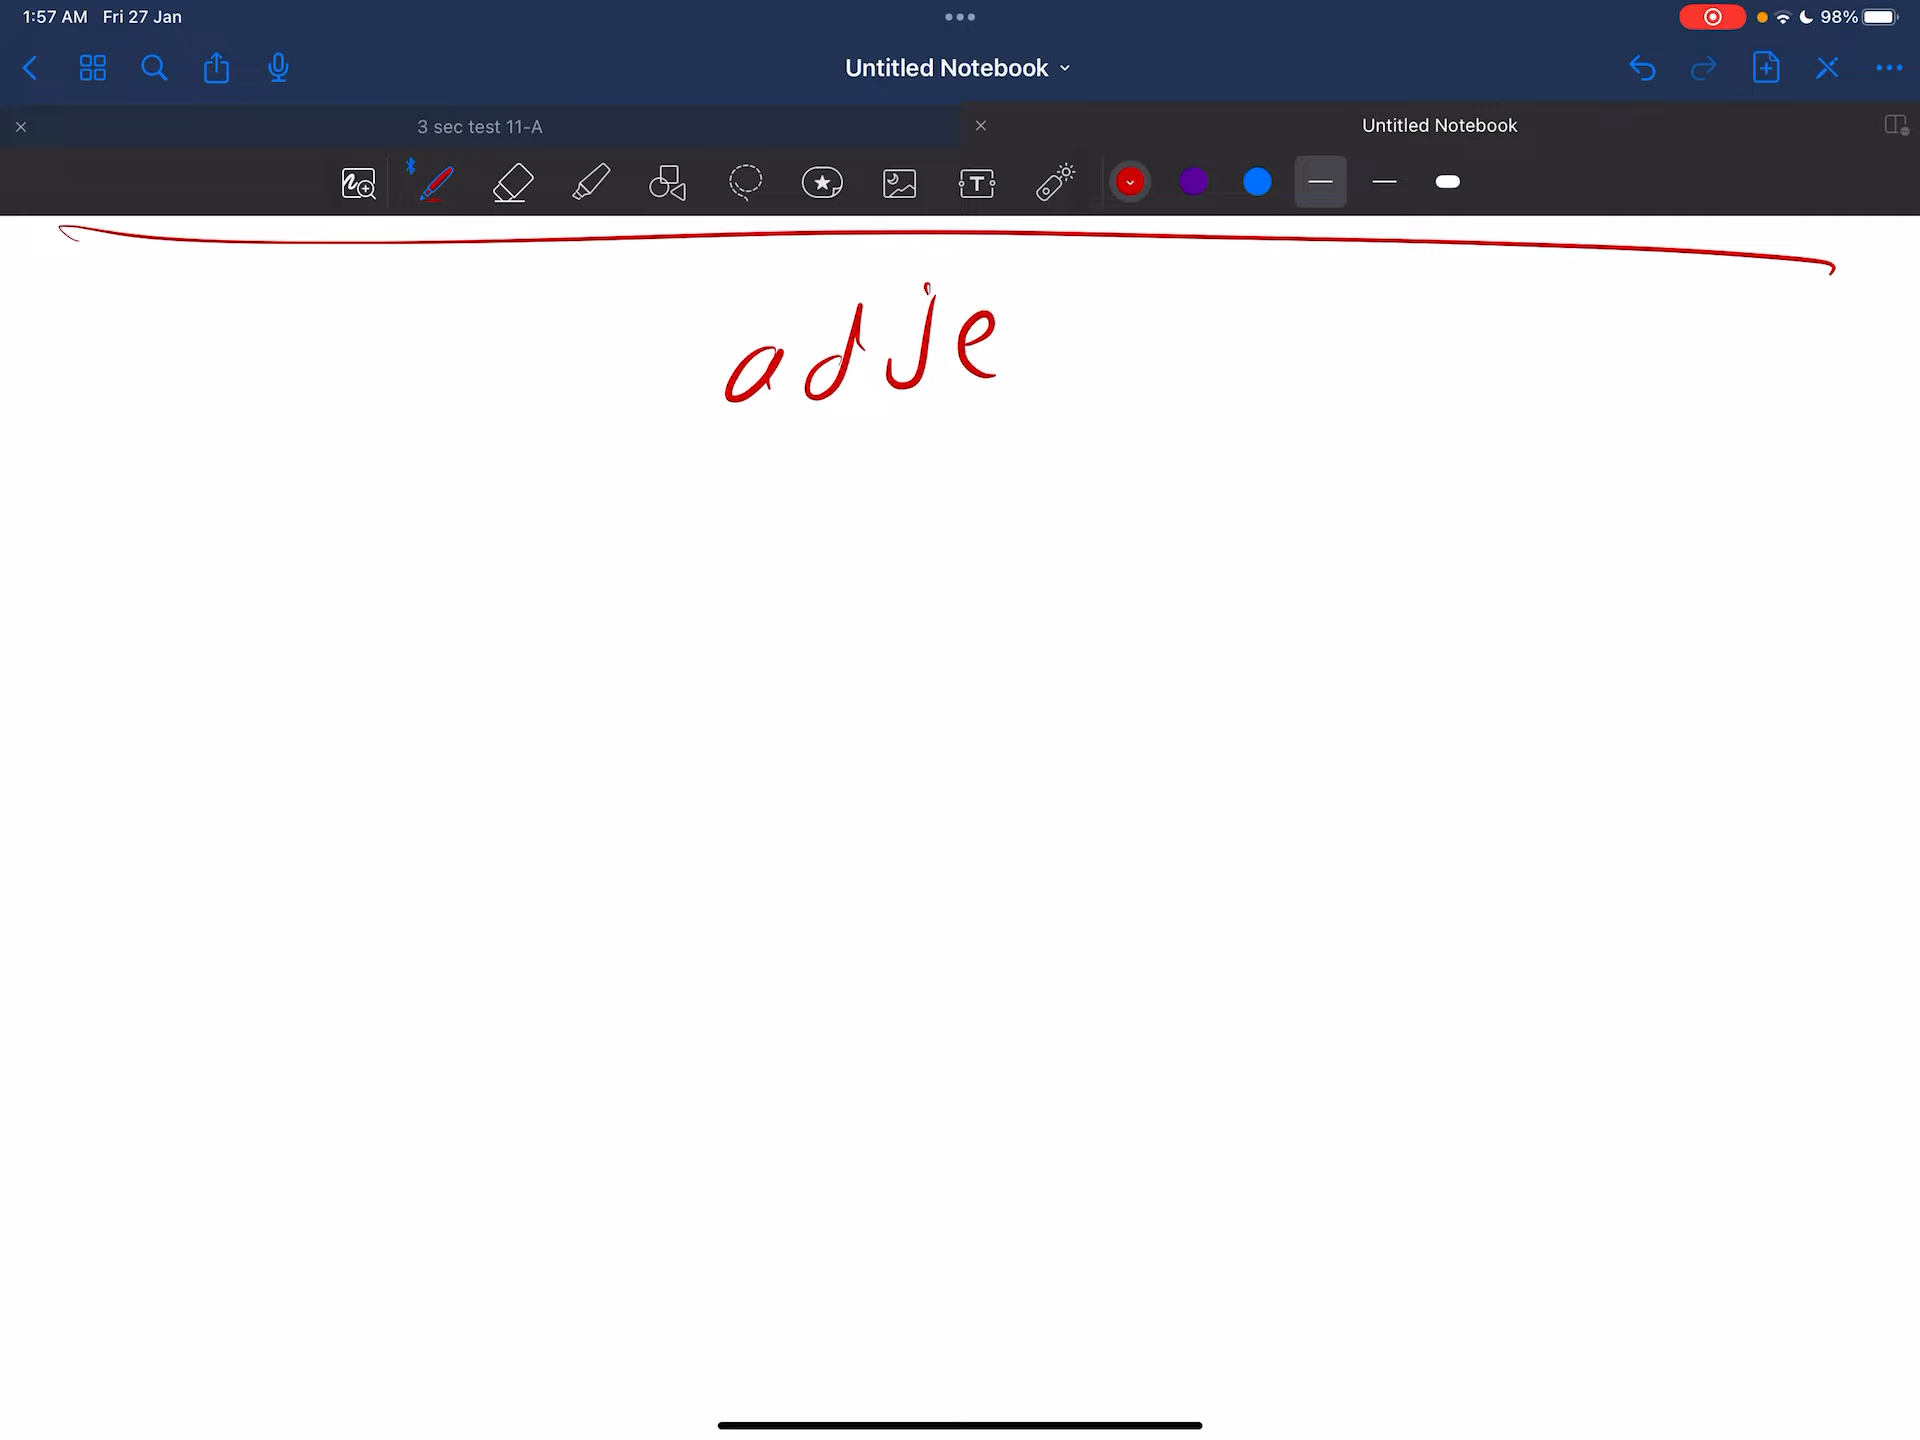 1:57 AM Fri 27 Jan
98%
Untitled Notebook
3 sec test 11-A
Untitled Notebook
T
adje